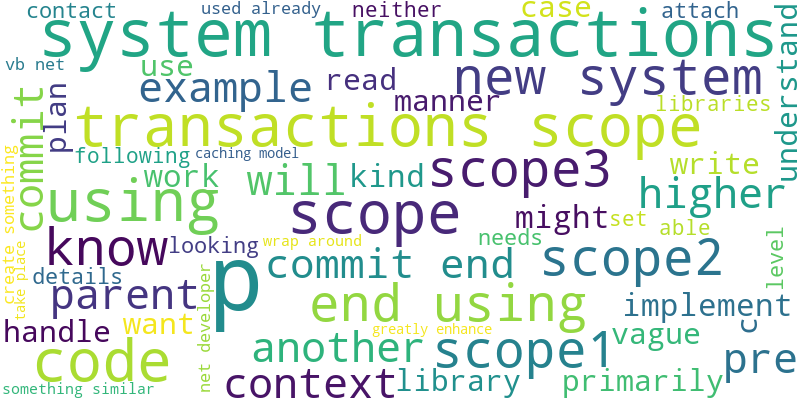 contact
used already
neither
case
attach
system transactions
understand
vb net
use
example
read
new system
manner
libraries
plan
commit
transactions scope
following
caching model
work
will
kind
scope3
write
higher
using
scope
might
set
able
create something
know
looking
wrap around
needs
take place
details
p
commit end
scope2
level
parent
net developer
end using
implement
handle
want
greatly enhance
c
vagueness
code
another
scope1
pre
something similar
context
library
primarily